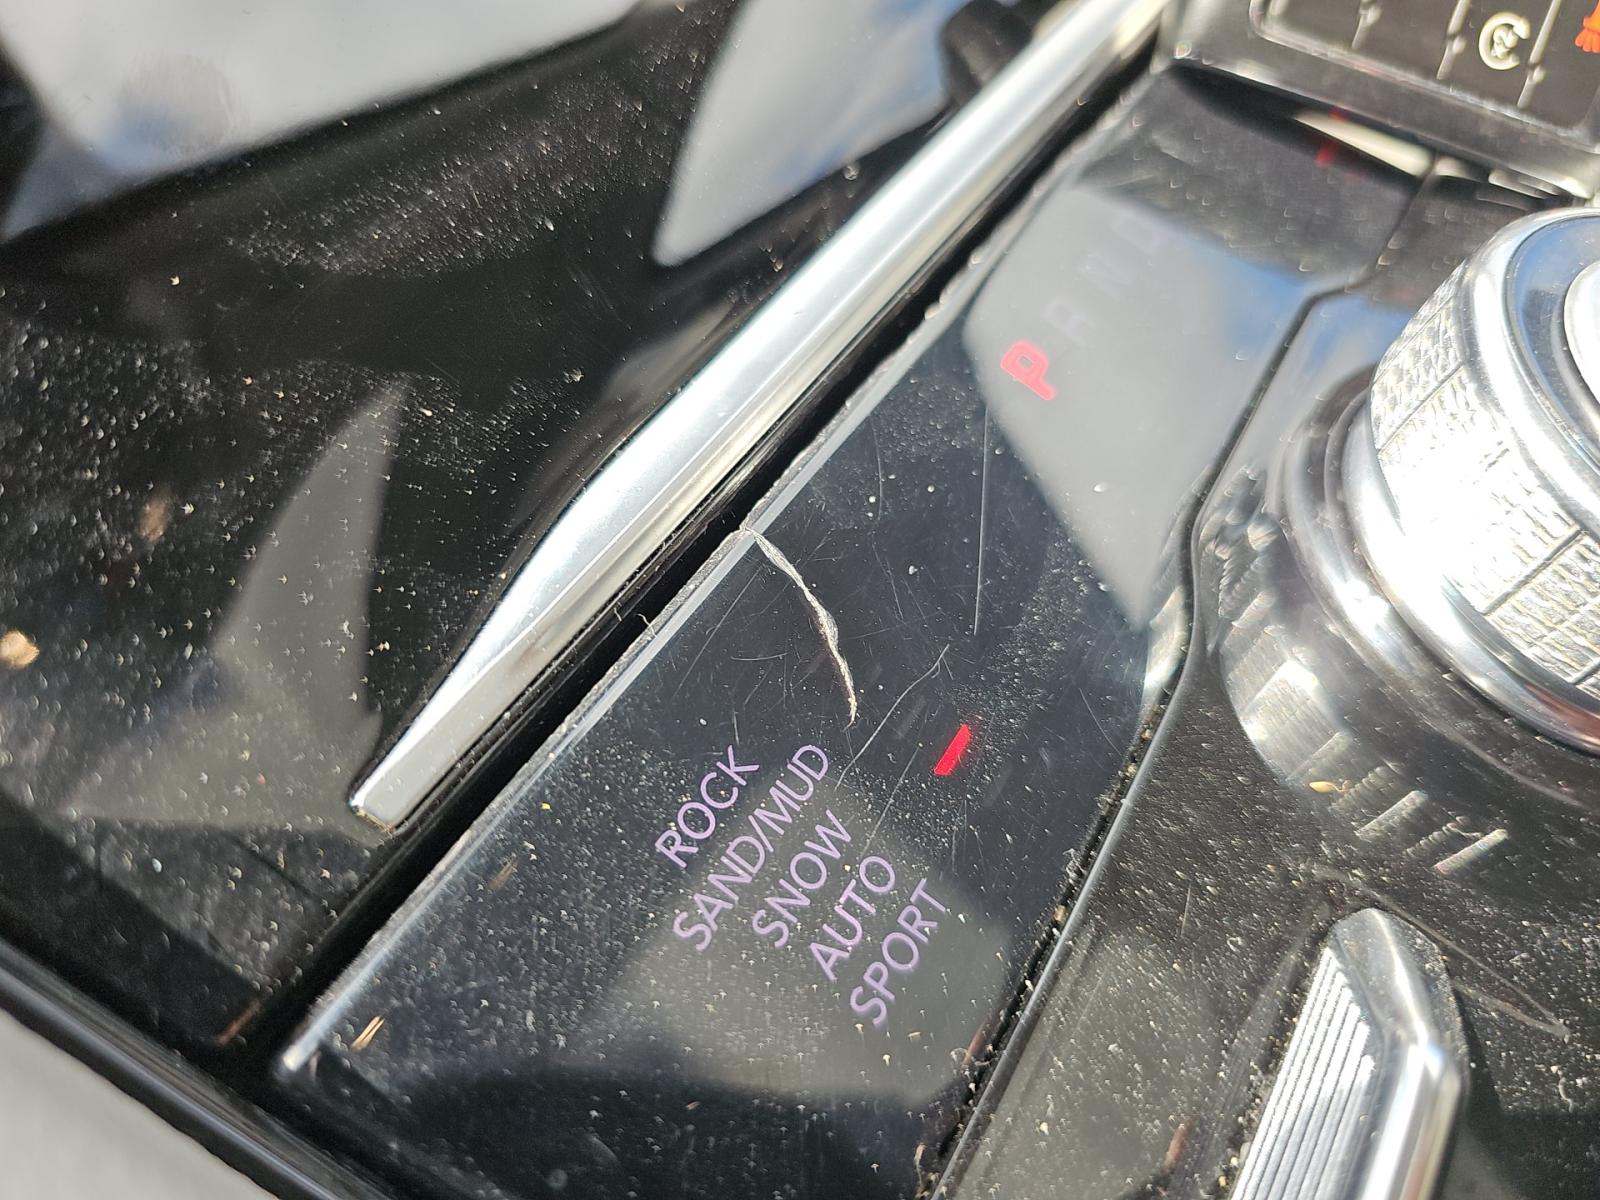 P R N D
ROCK
SAND/MUD
SNOW
AUTO
SPORT